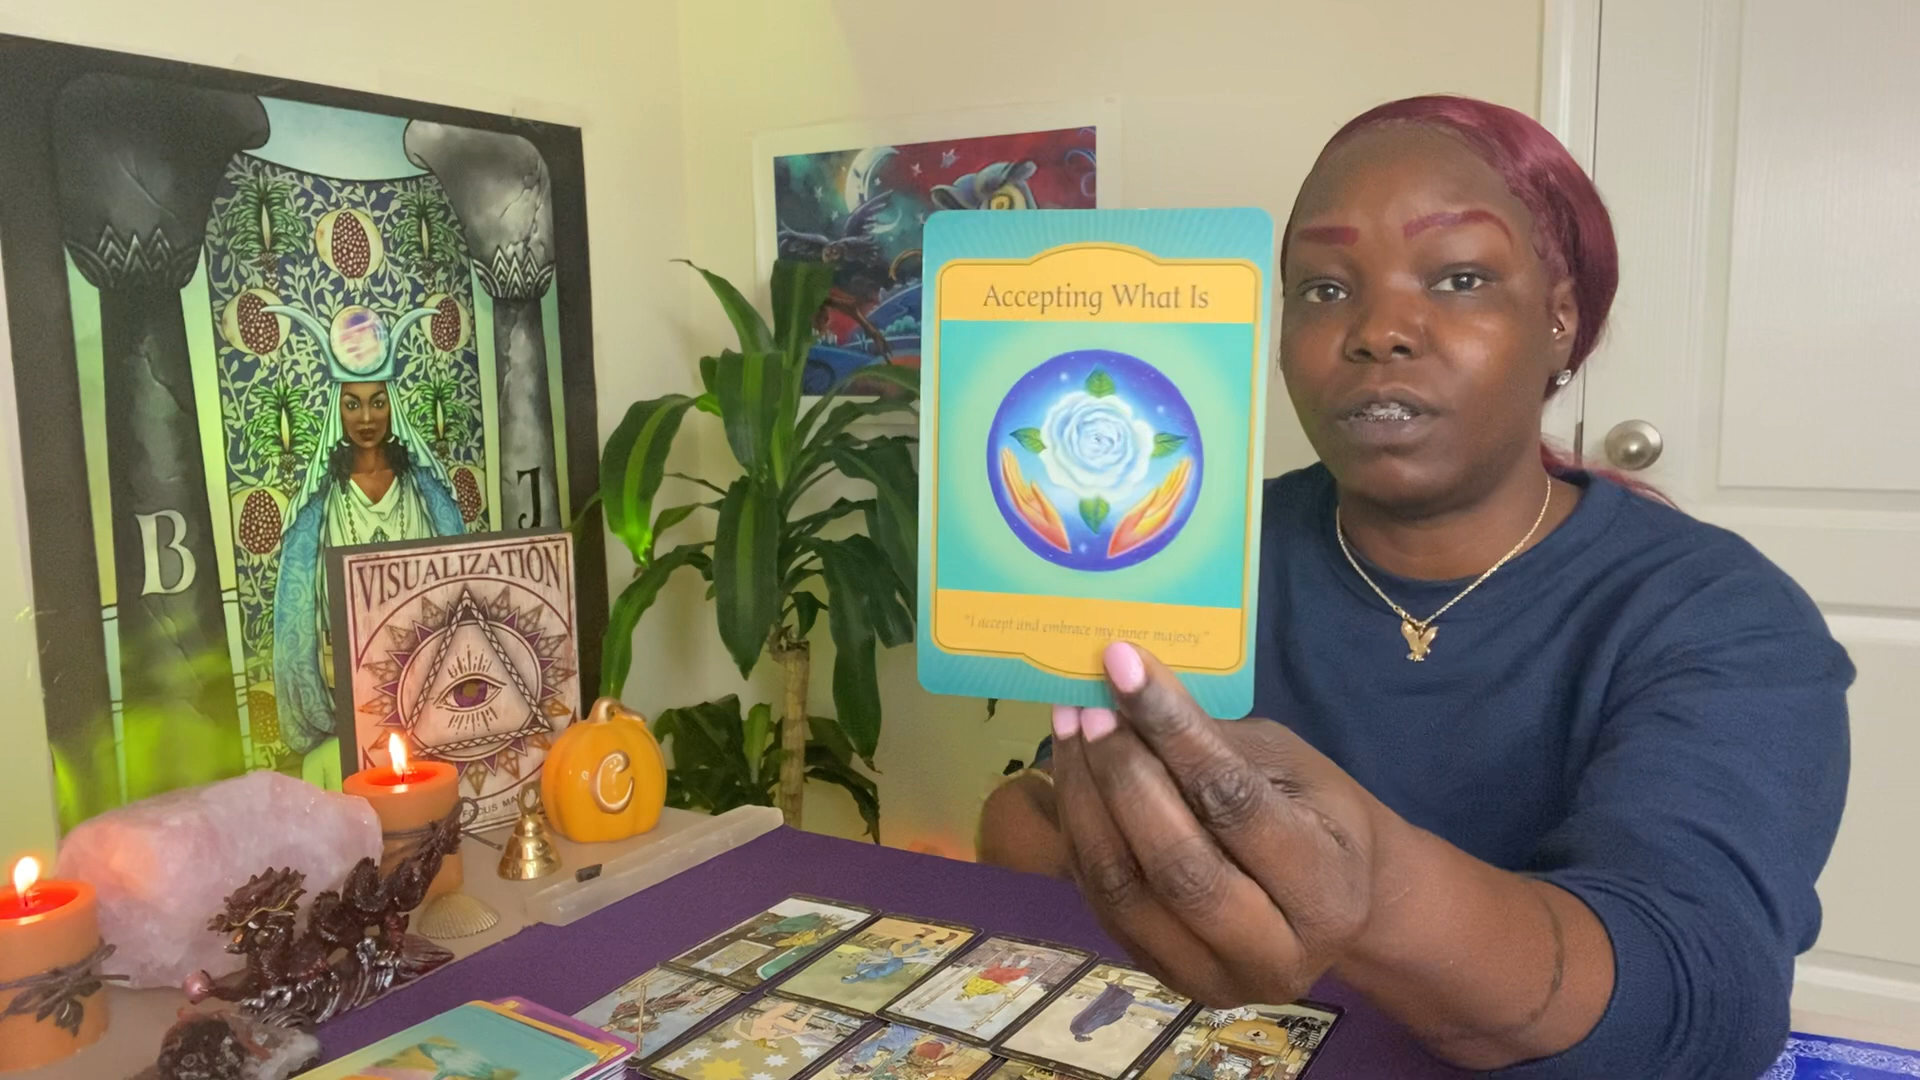 B
J
VISUALIZATION
C
Accepting What Is
"I accept and embrace my inner majesty."